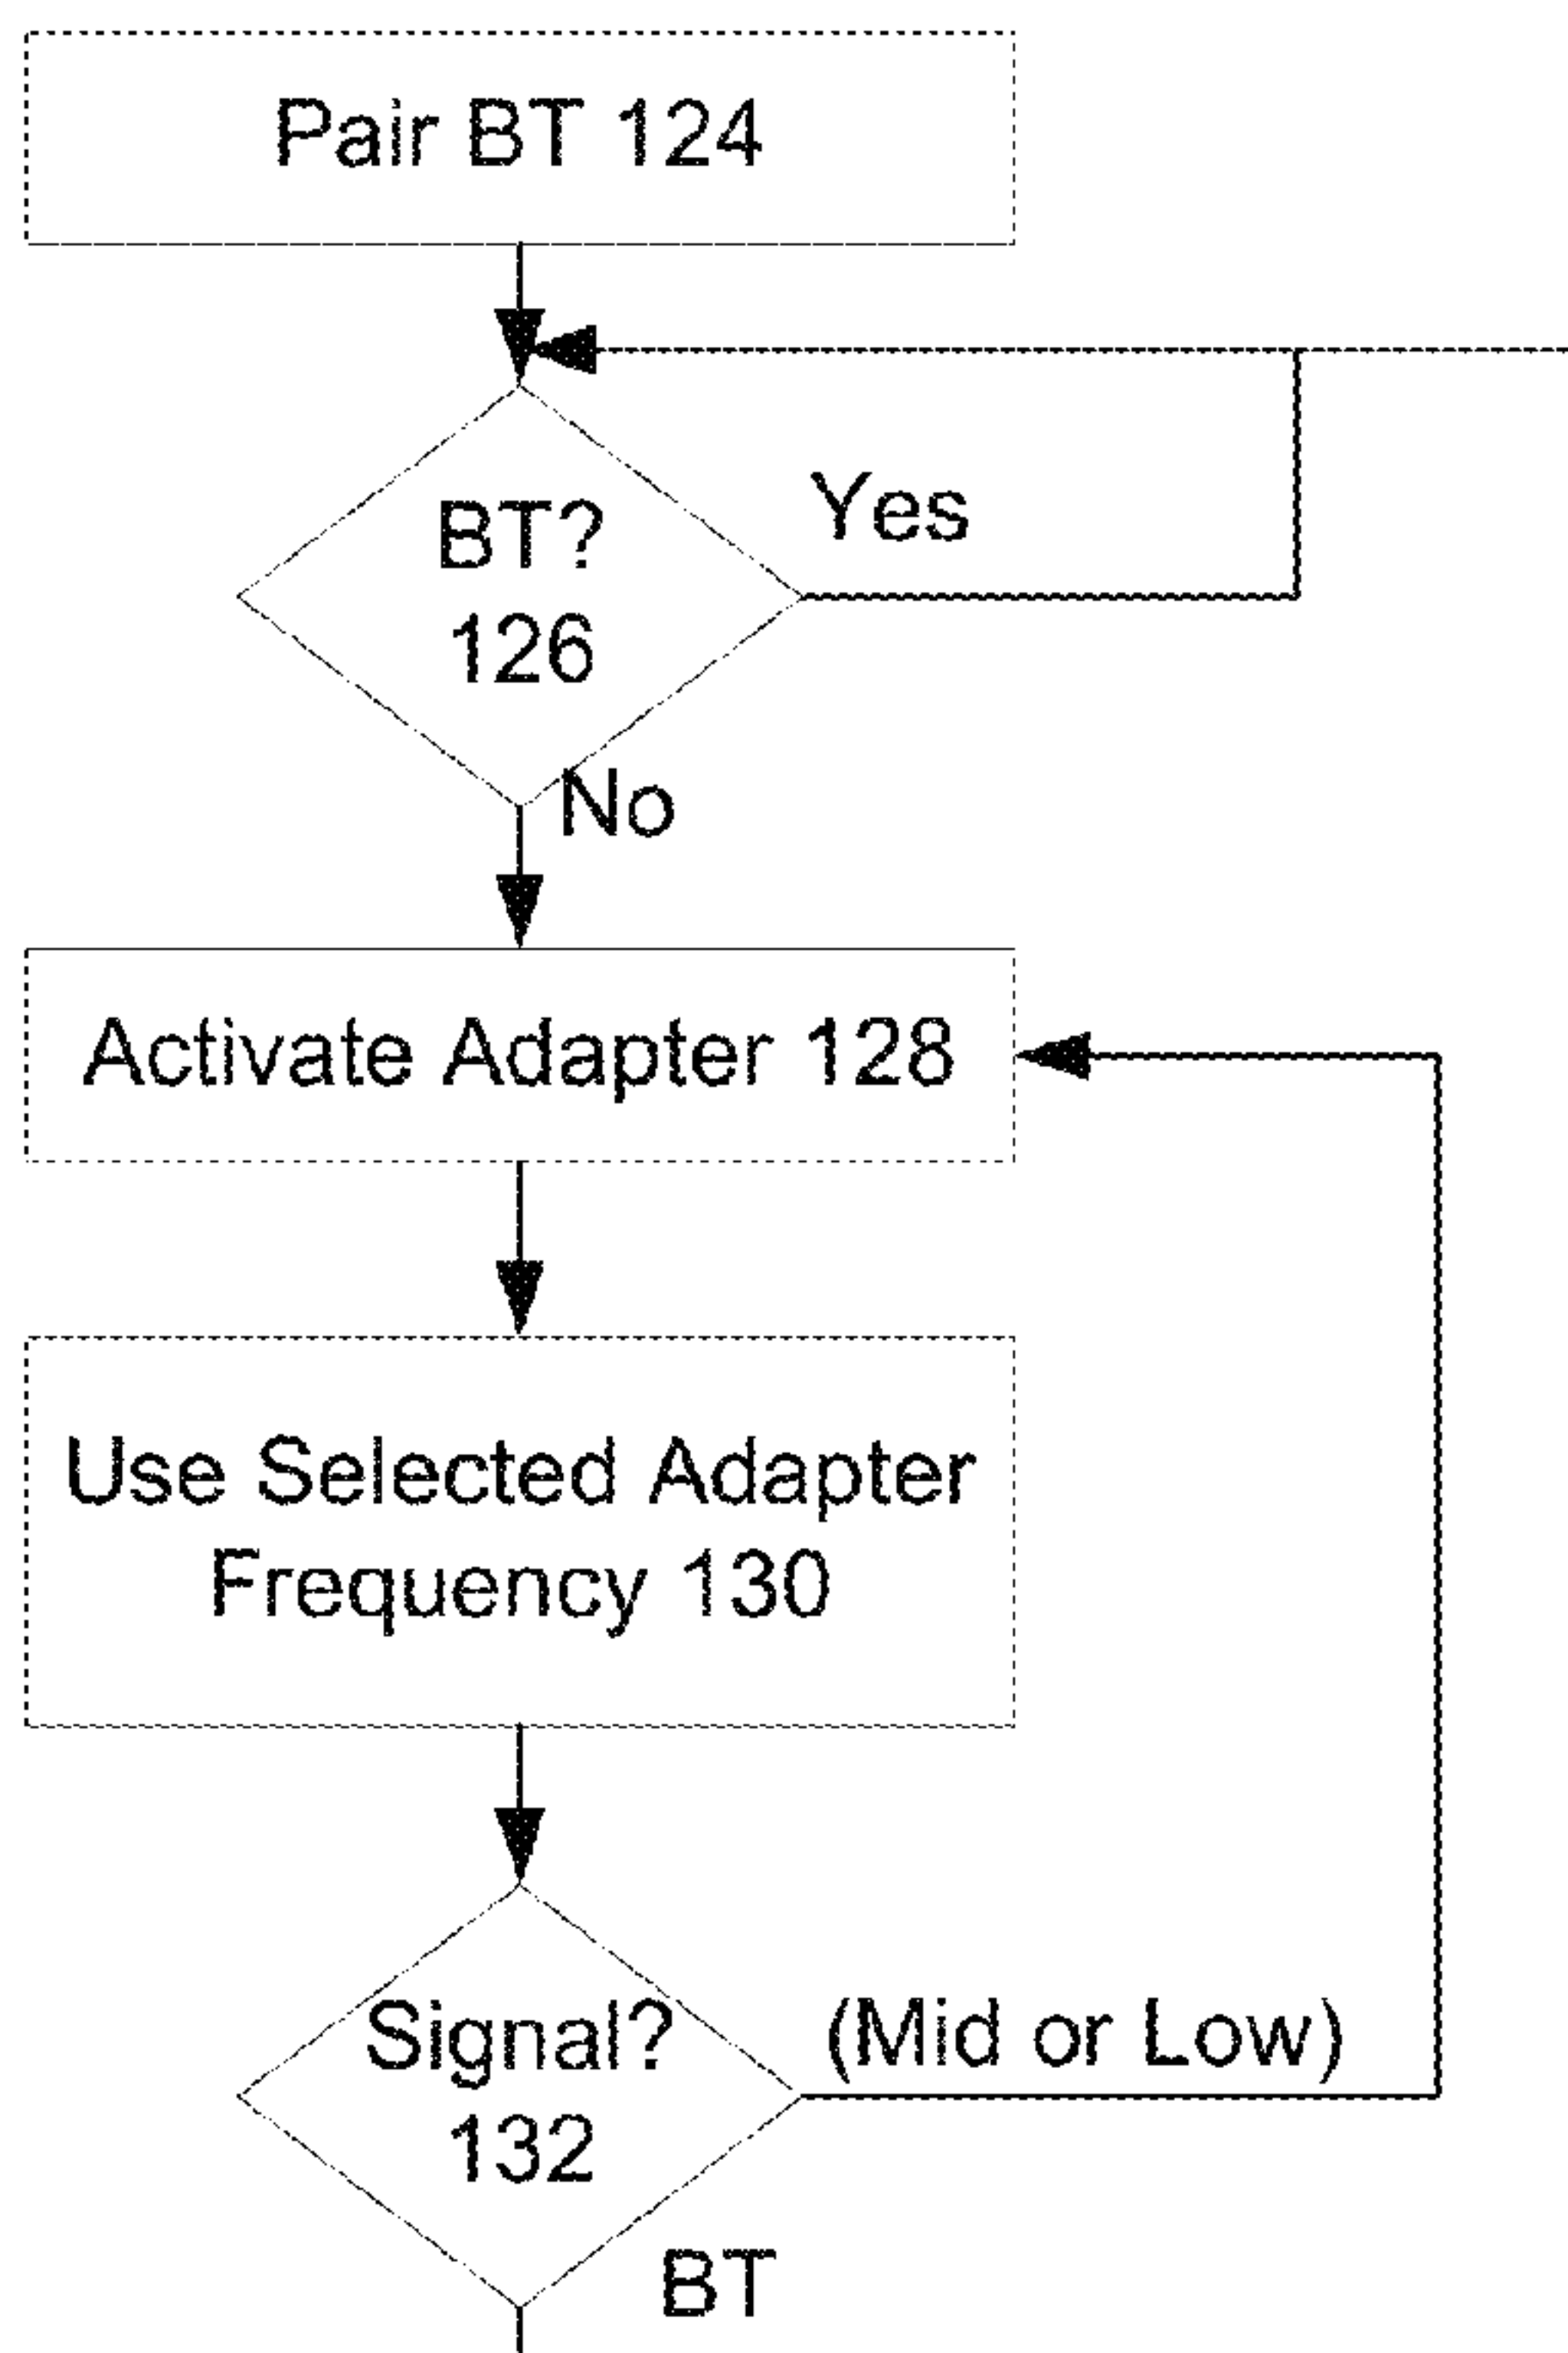 Pair BT 124
BT?
126
Yes
No
Activate Adapter 128
Use Selected Adapter
Frequency 130
Signal?
132
(Mid or Low)
BT